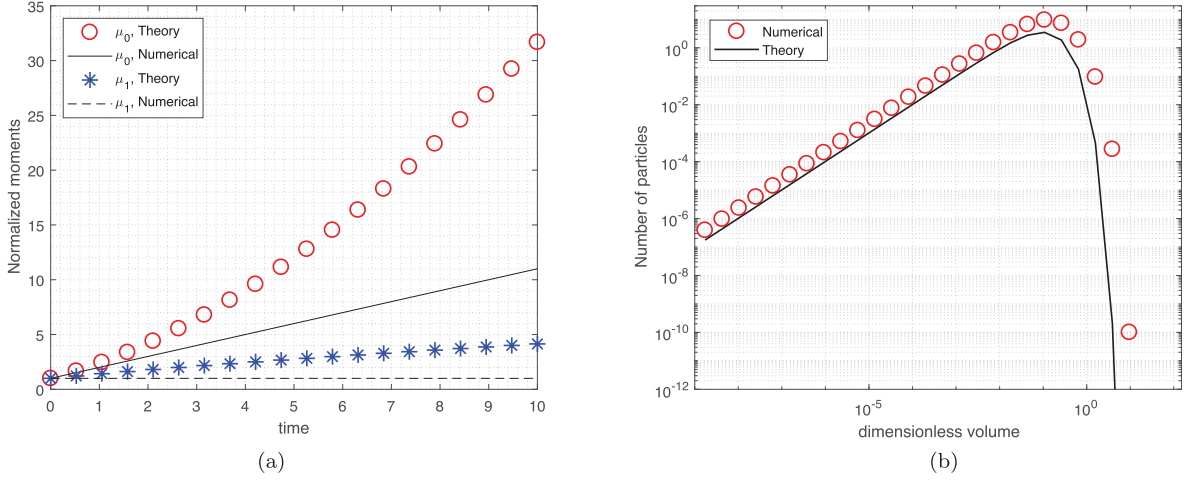 35
30
25
20
15
10
5
0
Normalized moments
μ0, Theory
μ0, Numerical
μ1, Theory
μ1, Numerical
0 1 2 3 4 5 6 7 8 9 10
time
(a)
10^0
10^-2
10^-4
10^-6
10^-8
10^-10
10^-12
Number of particles
Numerical
Theory
10^-5 10^0
dimensionless volume
(b)